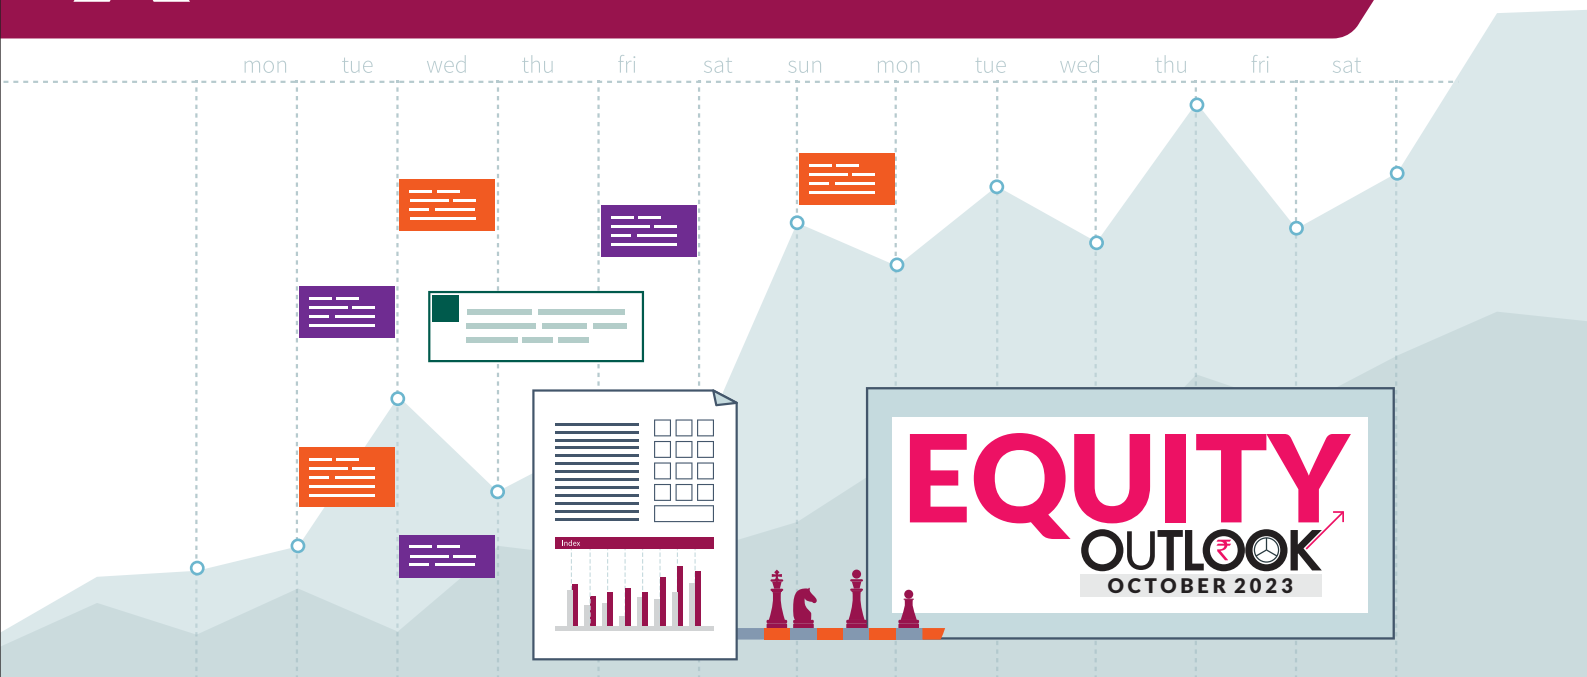 mon tue wed thu fri sat sun mon tue wed thu fri sat
Index
EQUITY
OUTLOOK
OCTOBER 2023